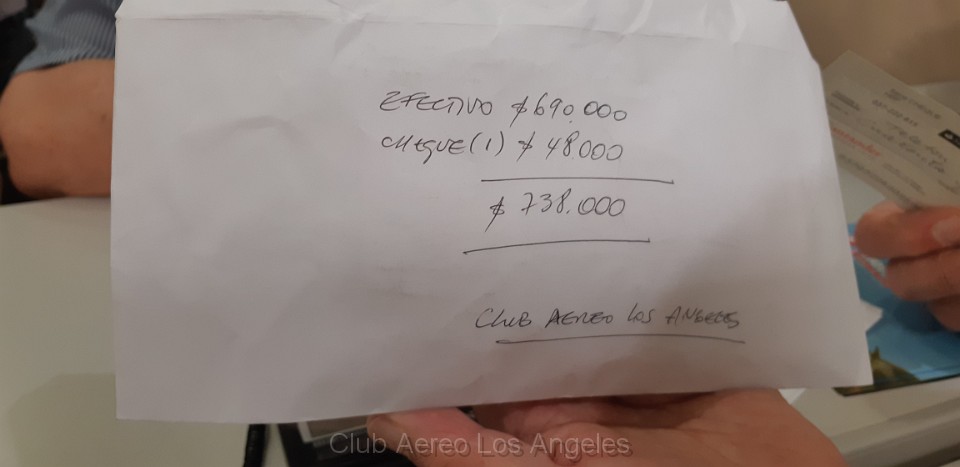 EFECTIVO $690.000
CHEQUE (1) $48.000
$738.000
CLUB AEREO LOS ANGELES
Club Aereo Los Angeles